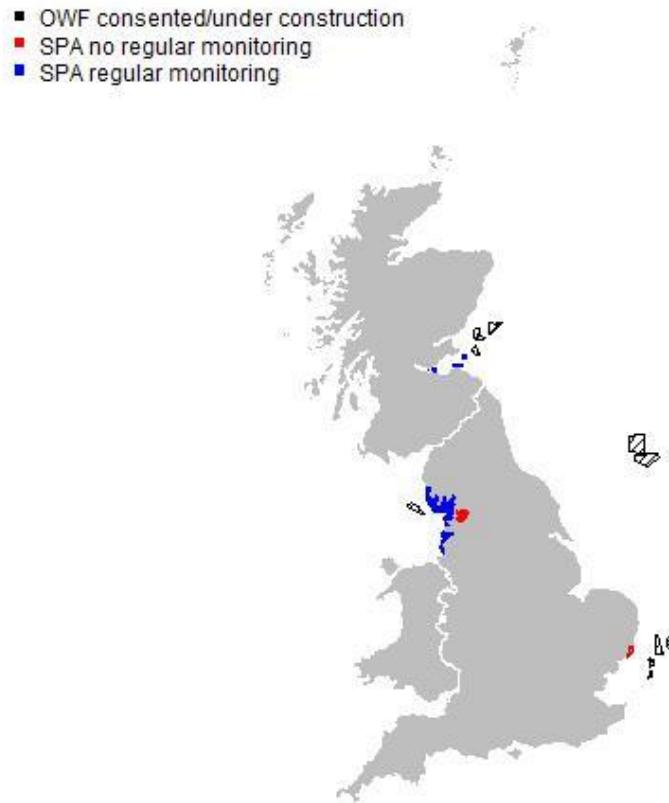 OWF consented/under construction
SPA no regular monitoring
SPA regular monitoring